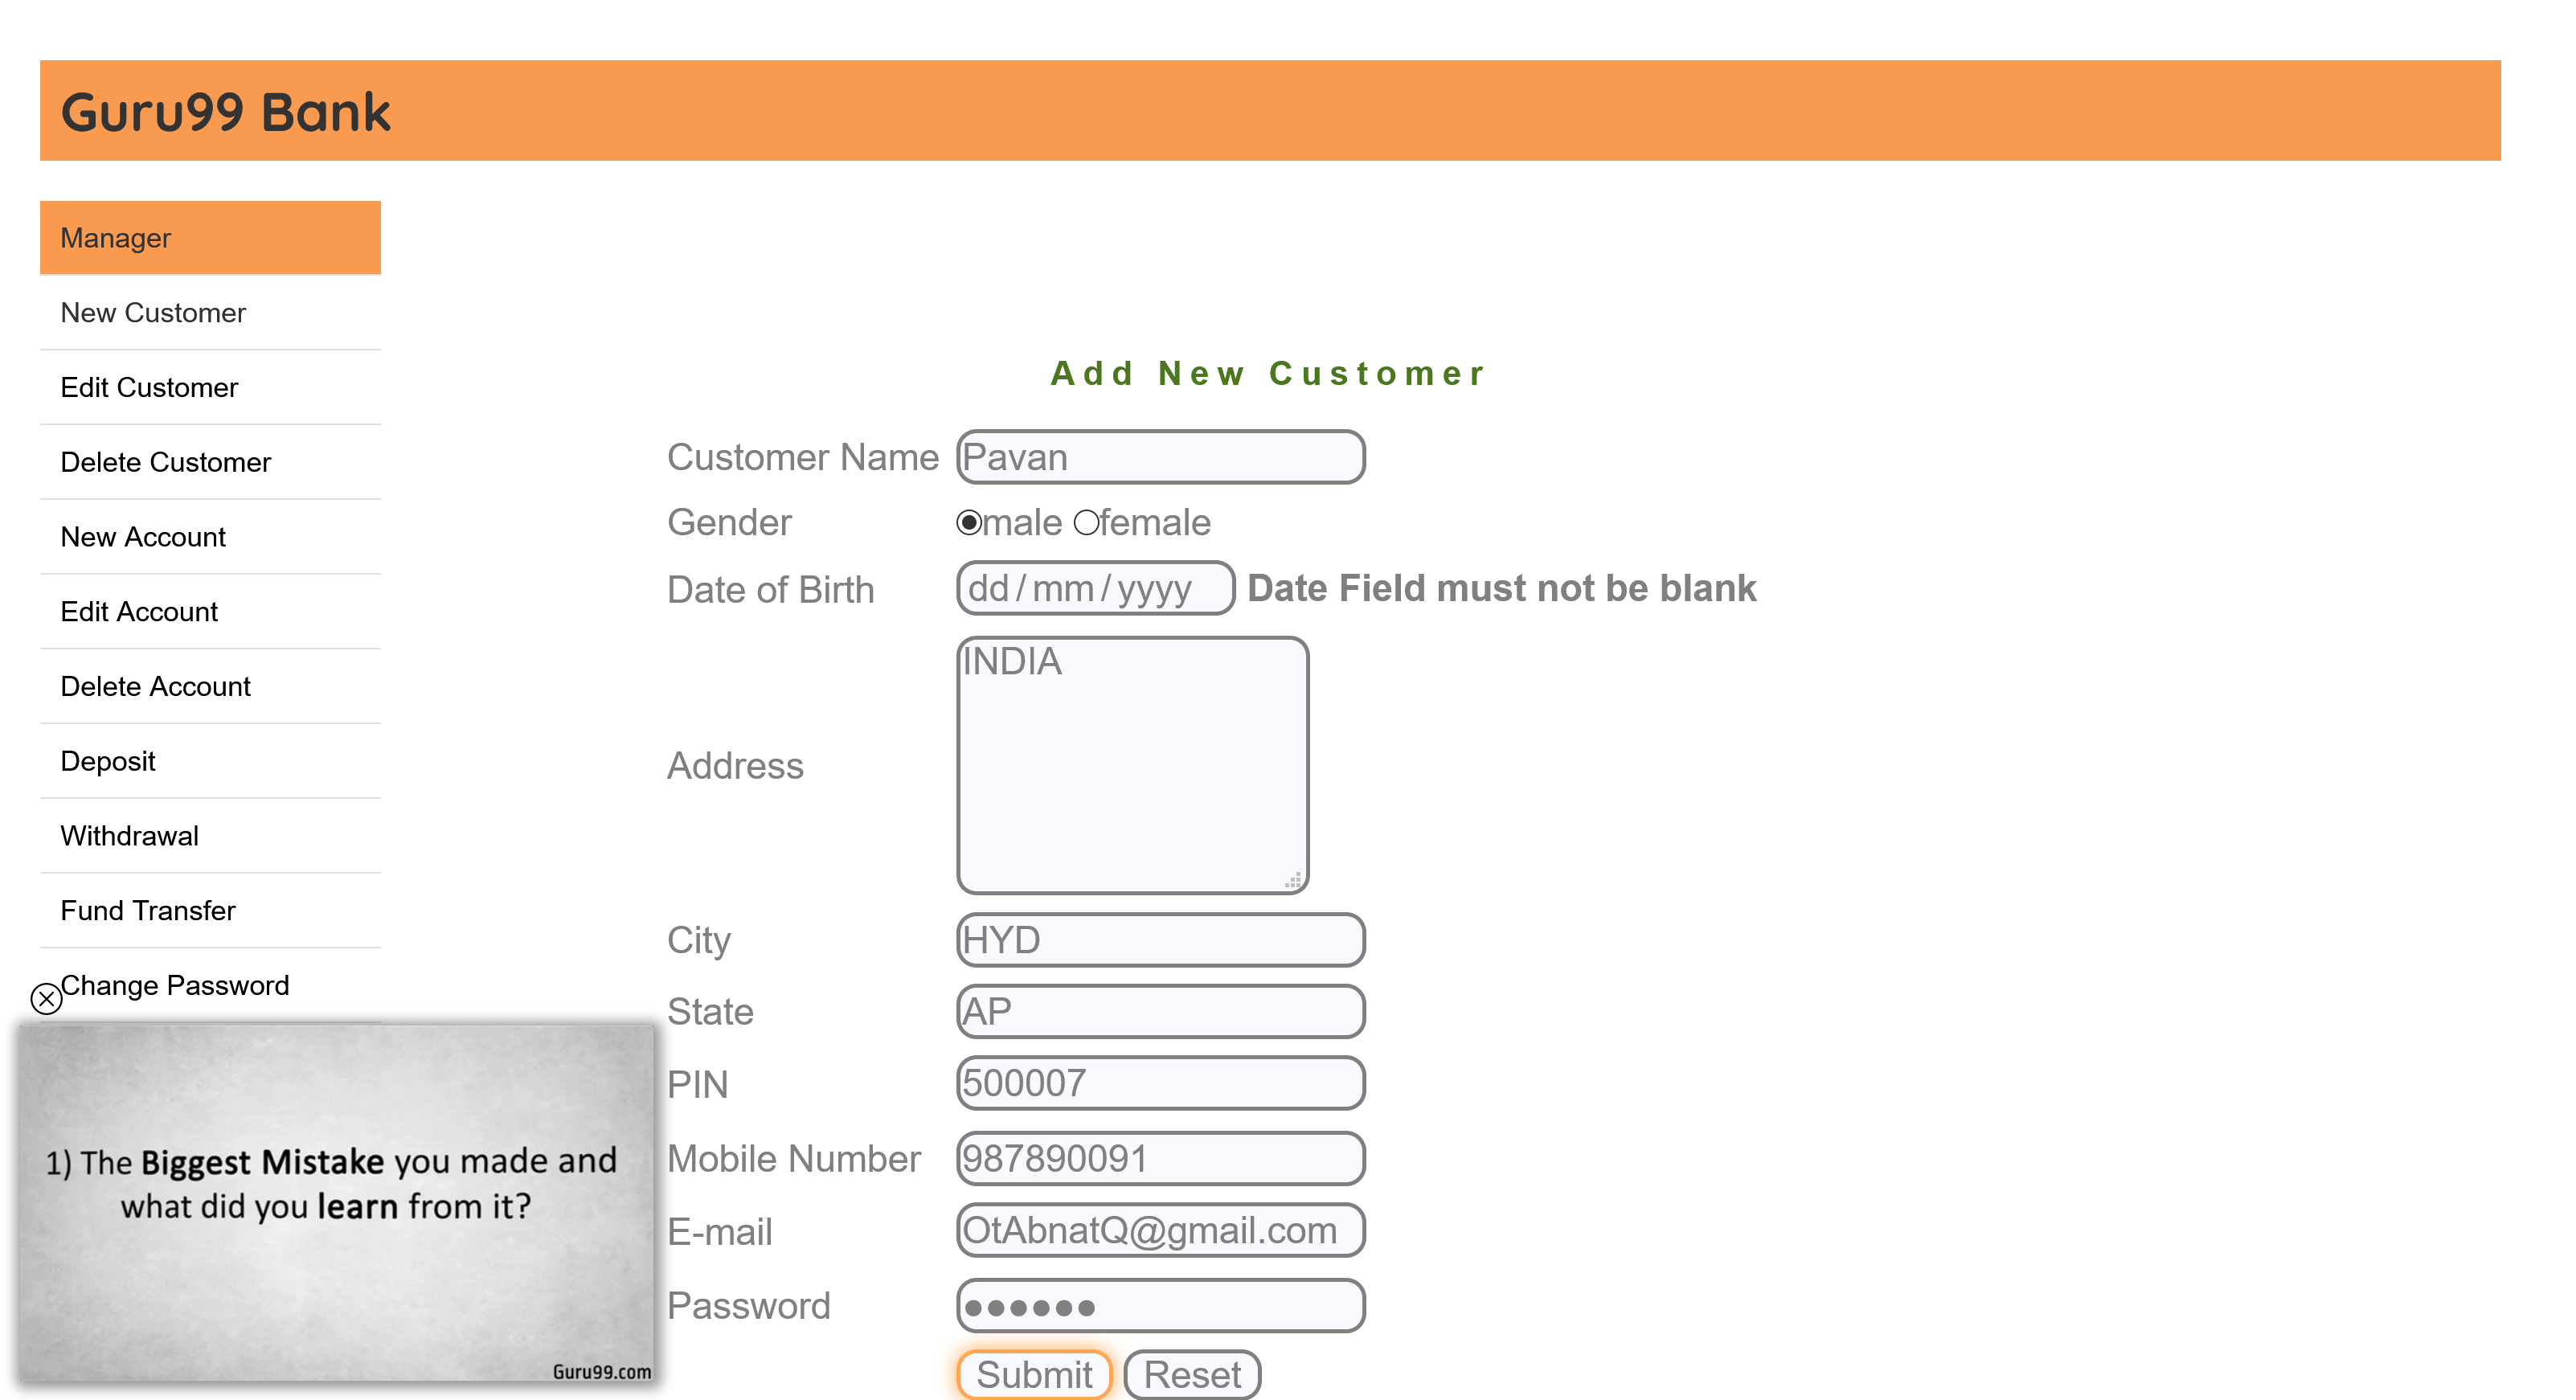 Guru99 Bank
Manager
New Customer
Edit Customer
Delete Customer
New Account
Edit Account
Delete Account
Deposit
Withdrawal
Fund Transfer
Change Password
1) The Biggest Mistake you made and
what did you learn from it?
Guru99.com
Add New Customer
Customer Name Pavan
Gender male female
Date of Birth dd/mm/yyyy Date Field must not be blank
Address INDIA
City HYD
State AP
PIN 500007
Mobile Number 987890091
E-mail OtAbnatQ@gmail.com
Password ●●●●●●
Submit Reset